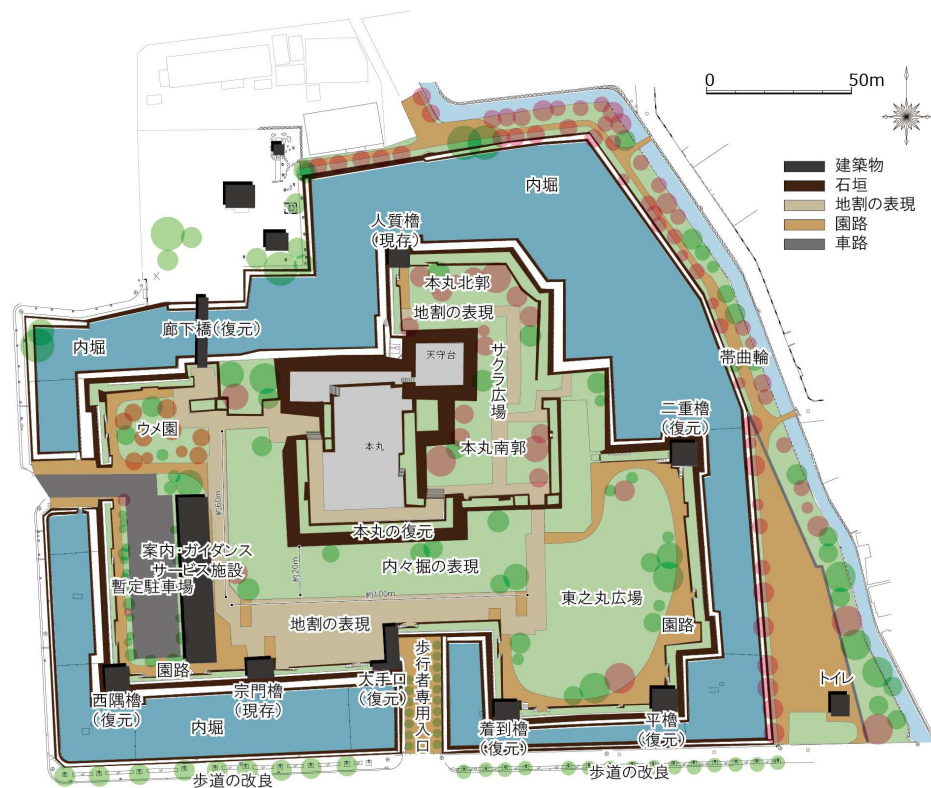 0 50m
建築物
石垣
地割の表現
園路
車路
内堀
人質櫓
(現存)
本丸北郭
地割の表現
廊下橋(復元)
内堀
天守台
サクラ広場
帯曲輪
二重櫓
(復元)
ウメ園
本丸
本丸南郭
約60m
本丸の復元
案内・ガイダンス
サービス施設
暫定駐車場
内々掘の表現
約20m
約100m
東之丸広場
地割の表現
園路
園路
西隅櫓
(復元)
宗門櫓
(現存)
大手口
(復元)
歩行者専用入口
着到櫓
(復元)
平櫓
(復元)
トイレ
内堀
歩道の改良
歩道の改良